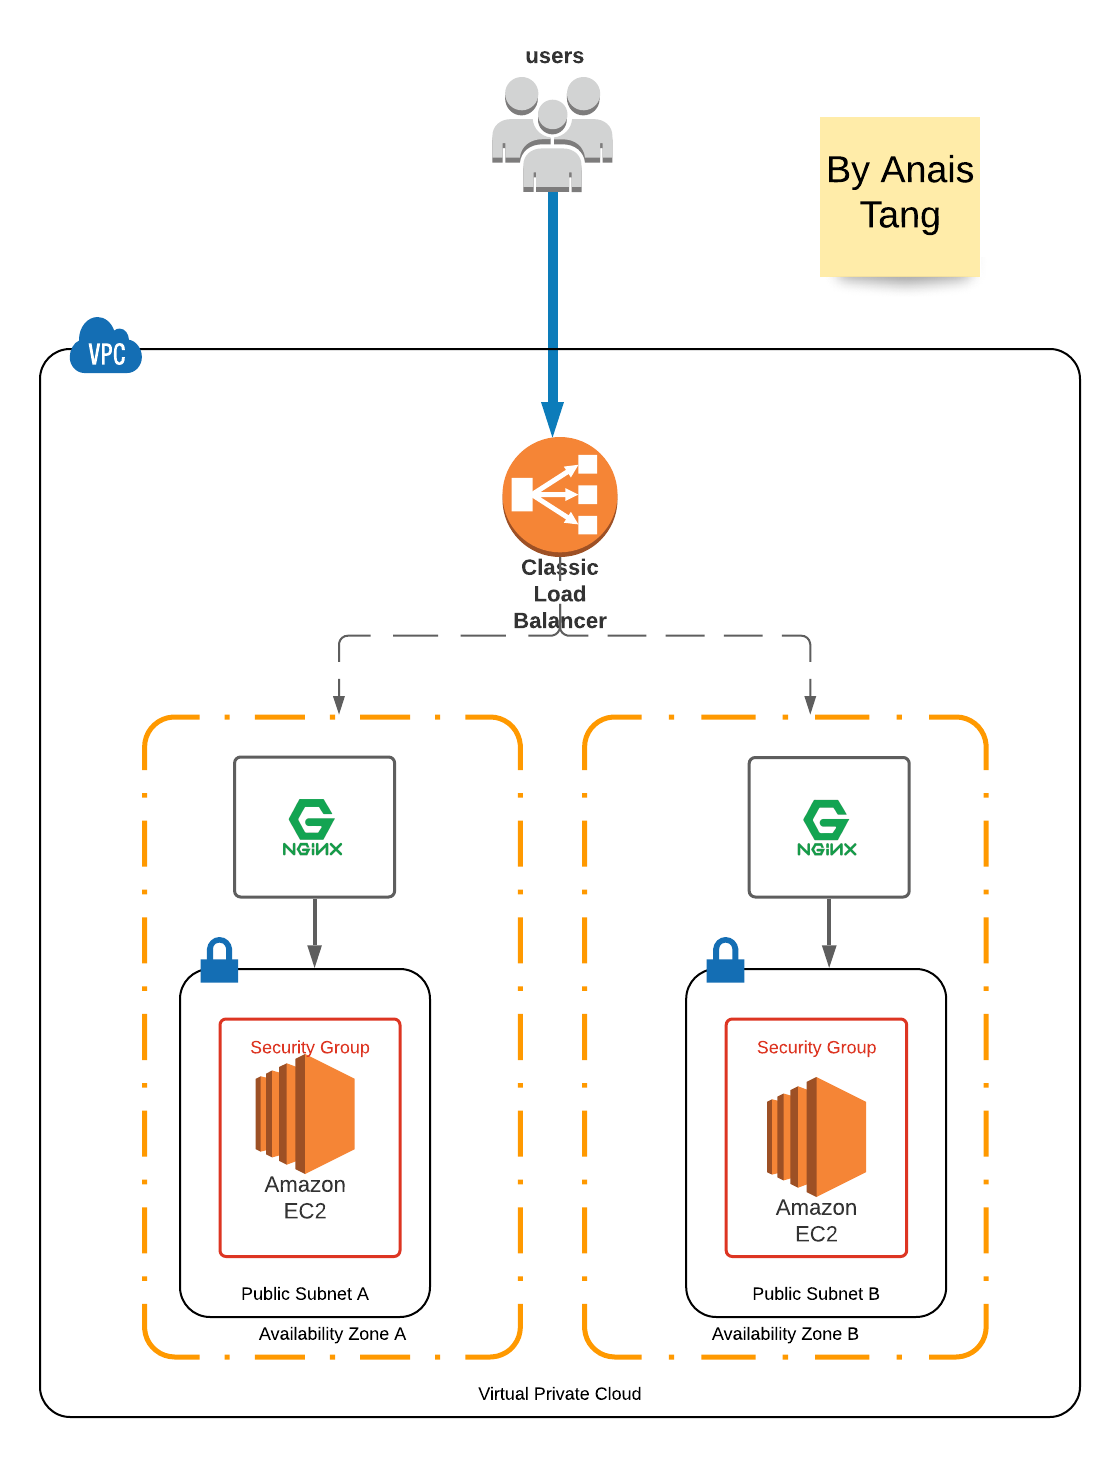 users
By Anais
Tang
VPC
Classic
Load
Balancer
NGINX
NGINX
Security Group
Security Group
Amazon
EC2
Amazon
EC2
Public Subnet A
Public Subnet B
Availability Zone A
Availability Zone B
Virtual Private Cloud